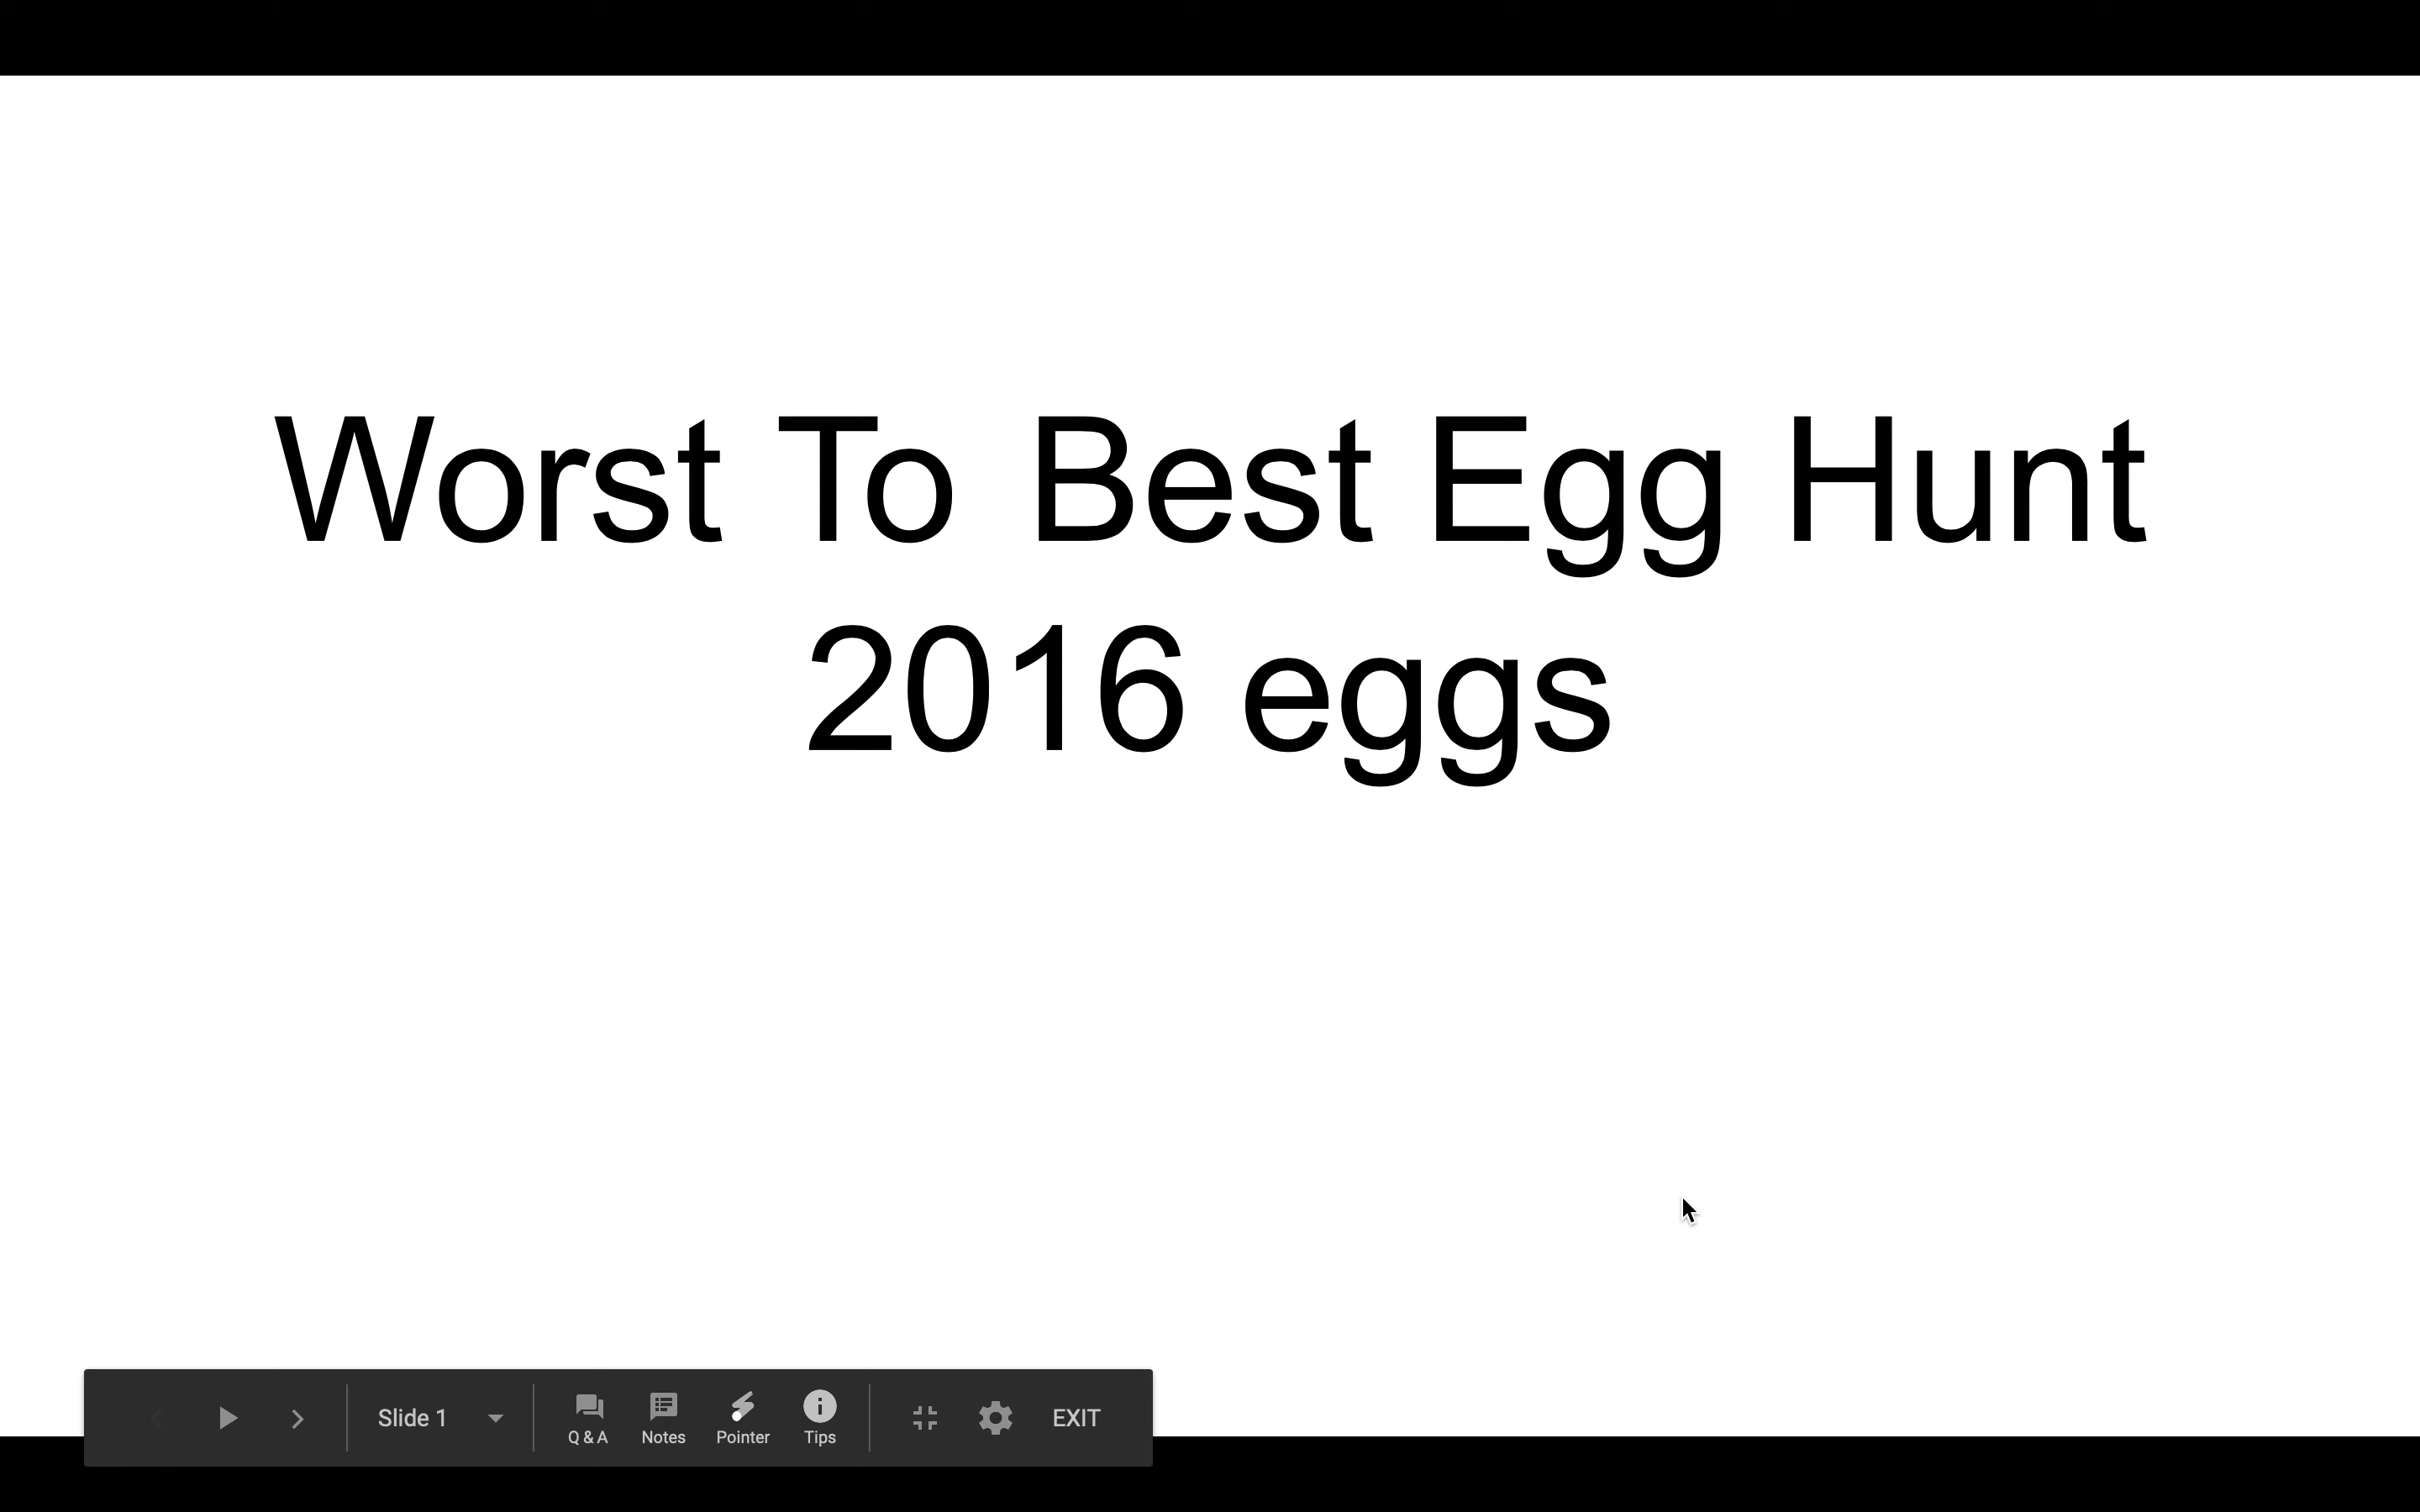 Worst To Best Egg Hunt
2016 eggs
Slide 1
Q & A
Notes
Pointer
Tips
EXIT